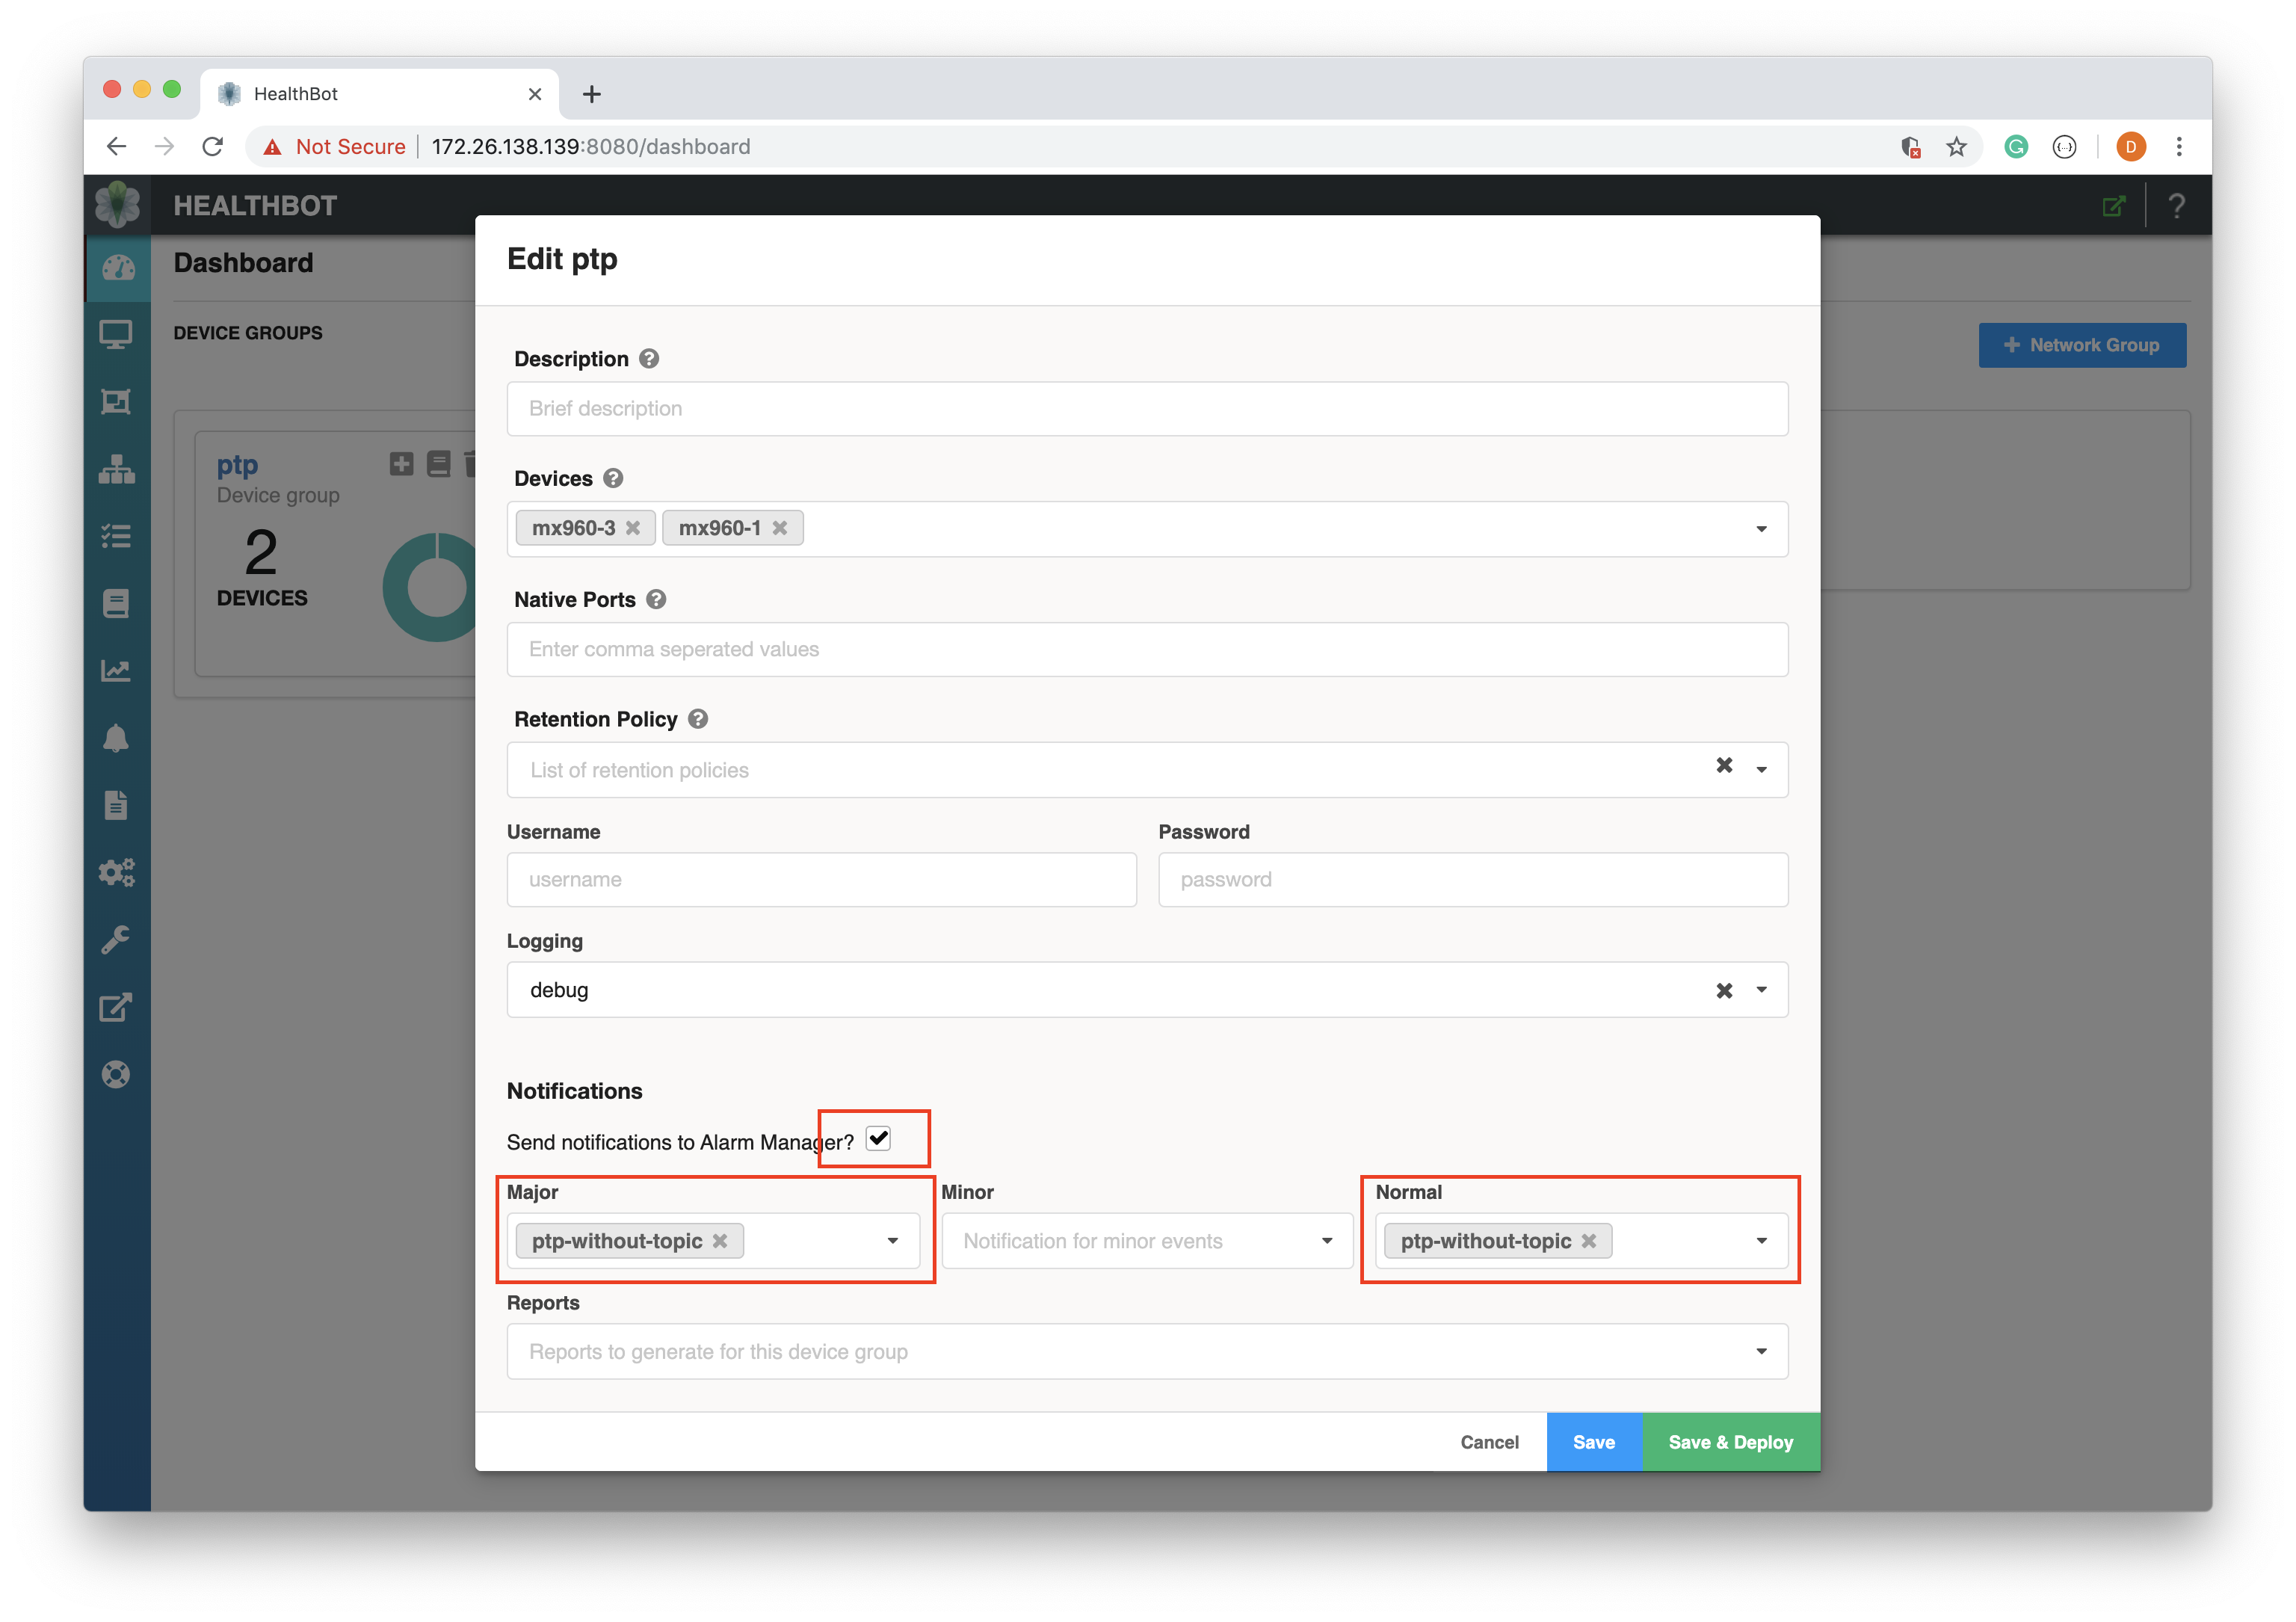 HealthBot
Not Secure 172.26.138.139:8080/dashboard
D
HEALTHBOT
?
Dashboard
DEVICE GROUPS
+ Network Group
ptp
Device group
2
DEVICES
Edit ptp
Description ?
Brief description
Devices ?
mx960-3 mx960-1
Native Ports ?
Enter comma seperated values
Retention Policy ?
List of retention policies
Username Password
username password
Logging
debug
Notifications
Send notifications to Alarm Manager?
Major Minor Normal
ptp-without-topic Notification for minor events ptp-without-topic
Reports
Reports to generate for this device group
Cancel Save Save & Deploy